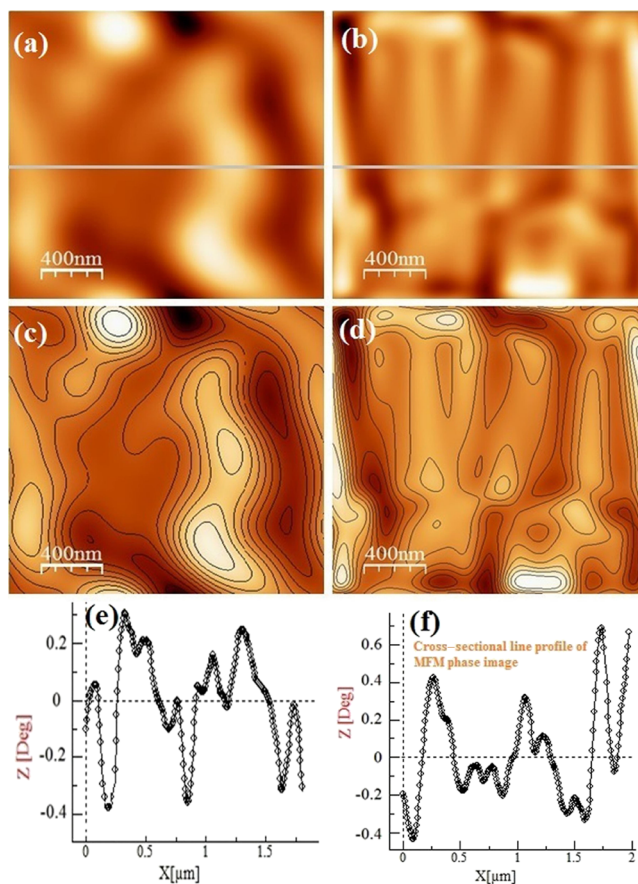 (a)
(b)
400nm
400nm
(c)
(d)
400nm
400nm
(e)
0.2
0
-0.2
-0.4
Z [Deg]
0
0.5
1
1.5
X[µm]
(f)
Cross-sectional line profile of
MFM phase image
0.6
0.4
0.2
0
-0.2
-0.4
Z [Deg]
0
0.5
1
1.5
2
X[µm]